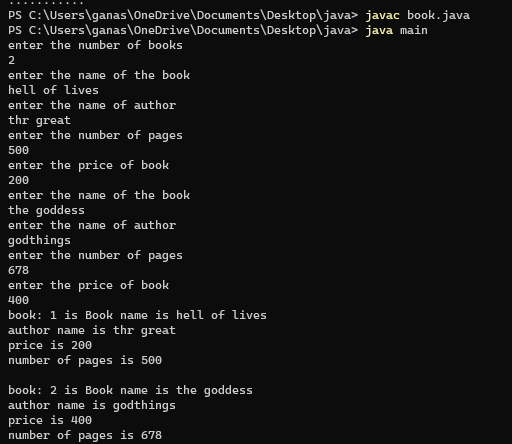 ...........
PS C:\Users\ganas\OneDrive\Documents\Desktop\java> javac book.java
PS C:\Users\ganas\OneDrive\Documents\Desktop\java> java main
enter the number of books
2
enter the name of the book
hell of lives
enter the name of author
thr great
enter the number of pages
500
enter the price of book
200
enter the name of the book
the goddess
enter the name of author
godthings
enter the number of pages
678
enter the price of book
400
book: 1 is Book name is hell of lives
author name is thr great
price is 200
number of pages is 500
book: 2 is Book name is the goddess
author name is godthings
price is 400
number of pages is 678